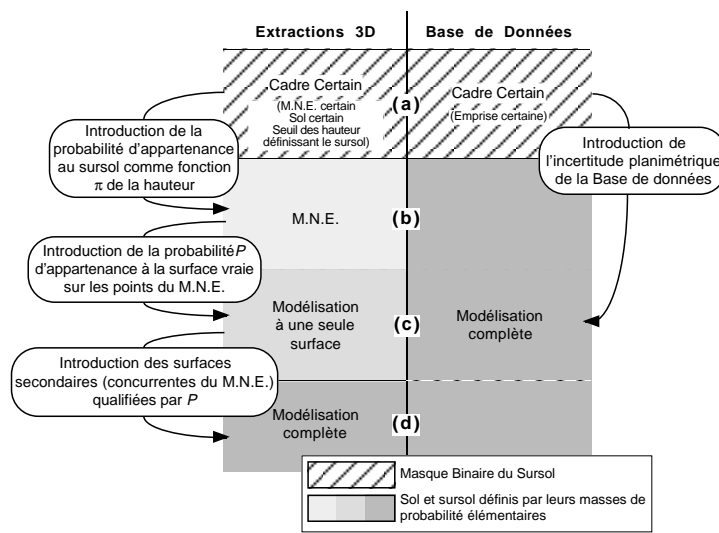 Extractions 3D
Base de Données
Cadre Certain
(M.N.E. certain
Sol certain
Seuil des hauteur
définissant le sursol)
(a)
Cadre Certain
(Emprise certaine)
Introduction de la
probabilité d'appartenance
au sursol comme fonction
π de la hauteur
Introduction de
l'incertitude planimétrique
de la Base de données
M.N.E.
(b)
Introduction de la probabilité P
d'appartenance à la surface vraie
sur les points du M.N.E.
Modélisation
à une seule
surface
(c)
Modélisation
complète
Introduction des surfaces
secondaires (concurrentes du M.N.E.)
qualifiées par P
Modélisation
complète
(d)
Masque Binaire du Sursol
Sol et sursol définis par leurs masses de
probabilité élémentaires